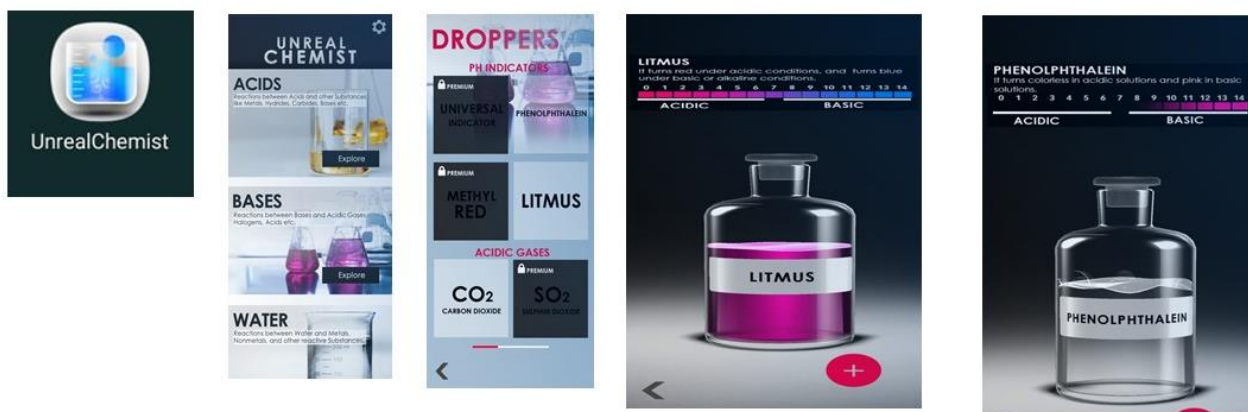 UnrealChemist
UNREAL
CHEMIST
ACIDS
Reactions between Acids and other Substances
like Metals, Hydrides, Carbides, Bases etc.
Explore
BASES
Reactions between Bases and Acidic Gases,
Halogens, Acids etc.
Explore
WATER
Reactions between Water and Metals,
Nonmetals, and other reactive Substances.
DROPPERS
PH INDICATORS
PREMIUM
UNIVERSAL
INDICATOR
PHENOLPHTHALEIN
PREMIUM
METHYL
RED
LITMUS
ACIDIC GASES
CO₂
CARBON DIOXIDE
PREMIUM
SO₂
SULPHUR DIOXIDE
LITMUS
It turns red under acidic conditions, and turns blue
under basic or alkaline conditions.
0 1 2 3 4 5 6 7 8 9 10 11 12 13 14
ACIDIC BASIC
LITMUS
PHENOLPHTHALEIN
It turns colorless in acidic solutions and pink in basic
solutions.
0 1 2 3 4 5 6 7 8 9 10 11 12 13 14
ACIDIC BASIC
PHENOLPHTHALEIN